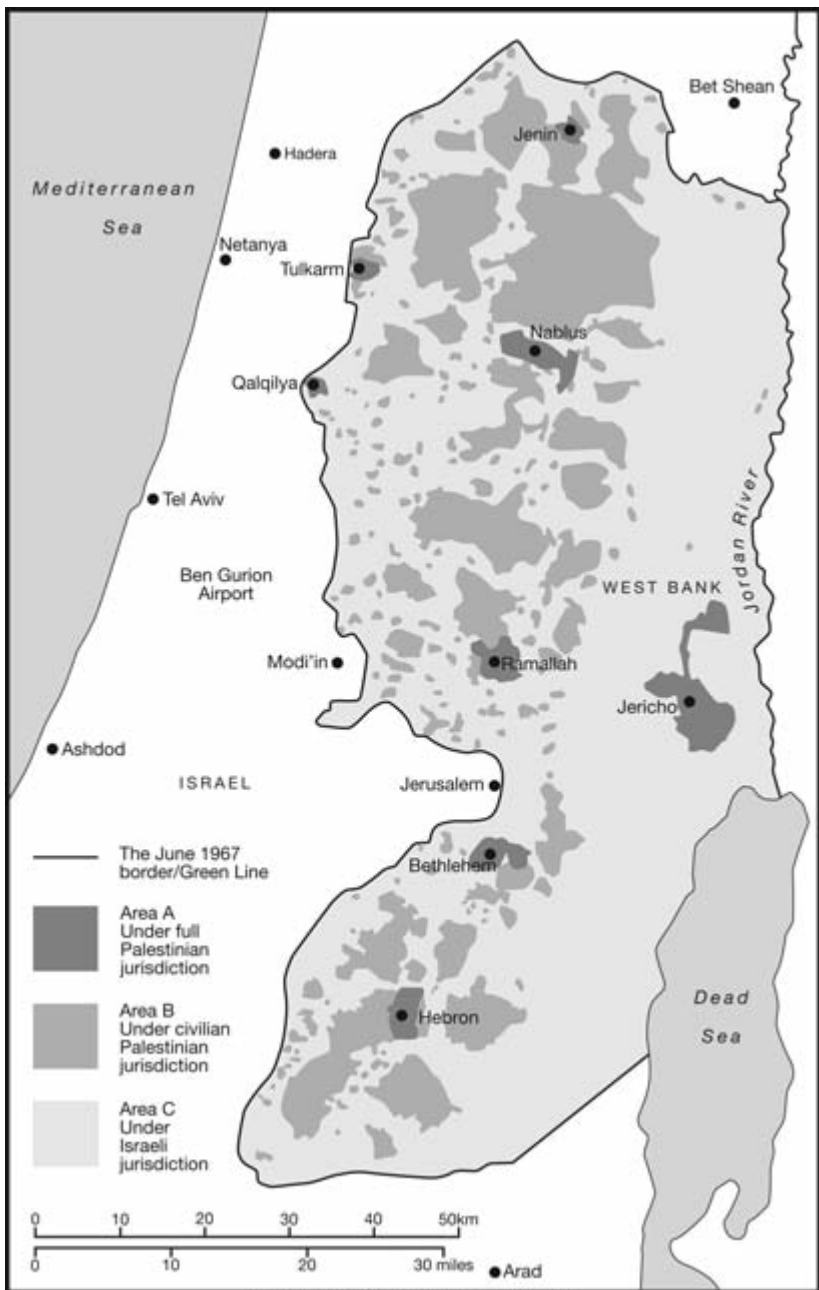 Bet Shean
Jenin
Hadera
Mediterranean
Sea
Netanya
Tulkarm
Nablus
Qalqilya
Tel Aviv
Jordan River
Ben Gurion
Airport
WEST BANK
Modi'in
Ramallah
Jericho
Ashdod
ISRAEL
Jerusalem
The June 1967
border/Green Line
Bethlehem
Area A
Under full
Palestinian
jurisdiction
Area B
Under civilian
Palestinian
jurisdiction
Hebron
Dead
Sea
Area C
Under
Israeli
jurisdiction
0 10 20 30 40 50km
0 10 20 30 miles
Arad